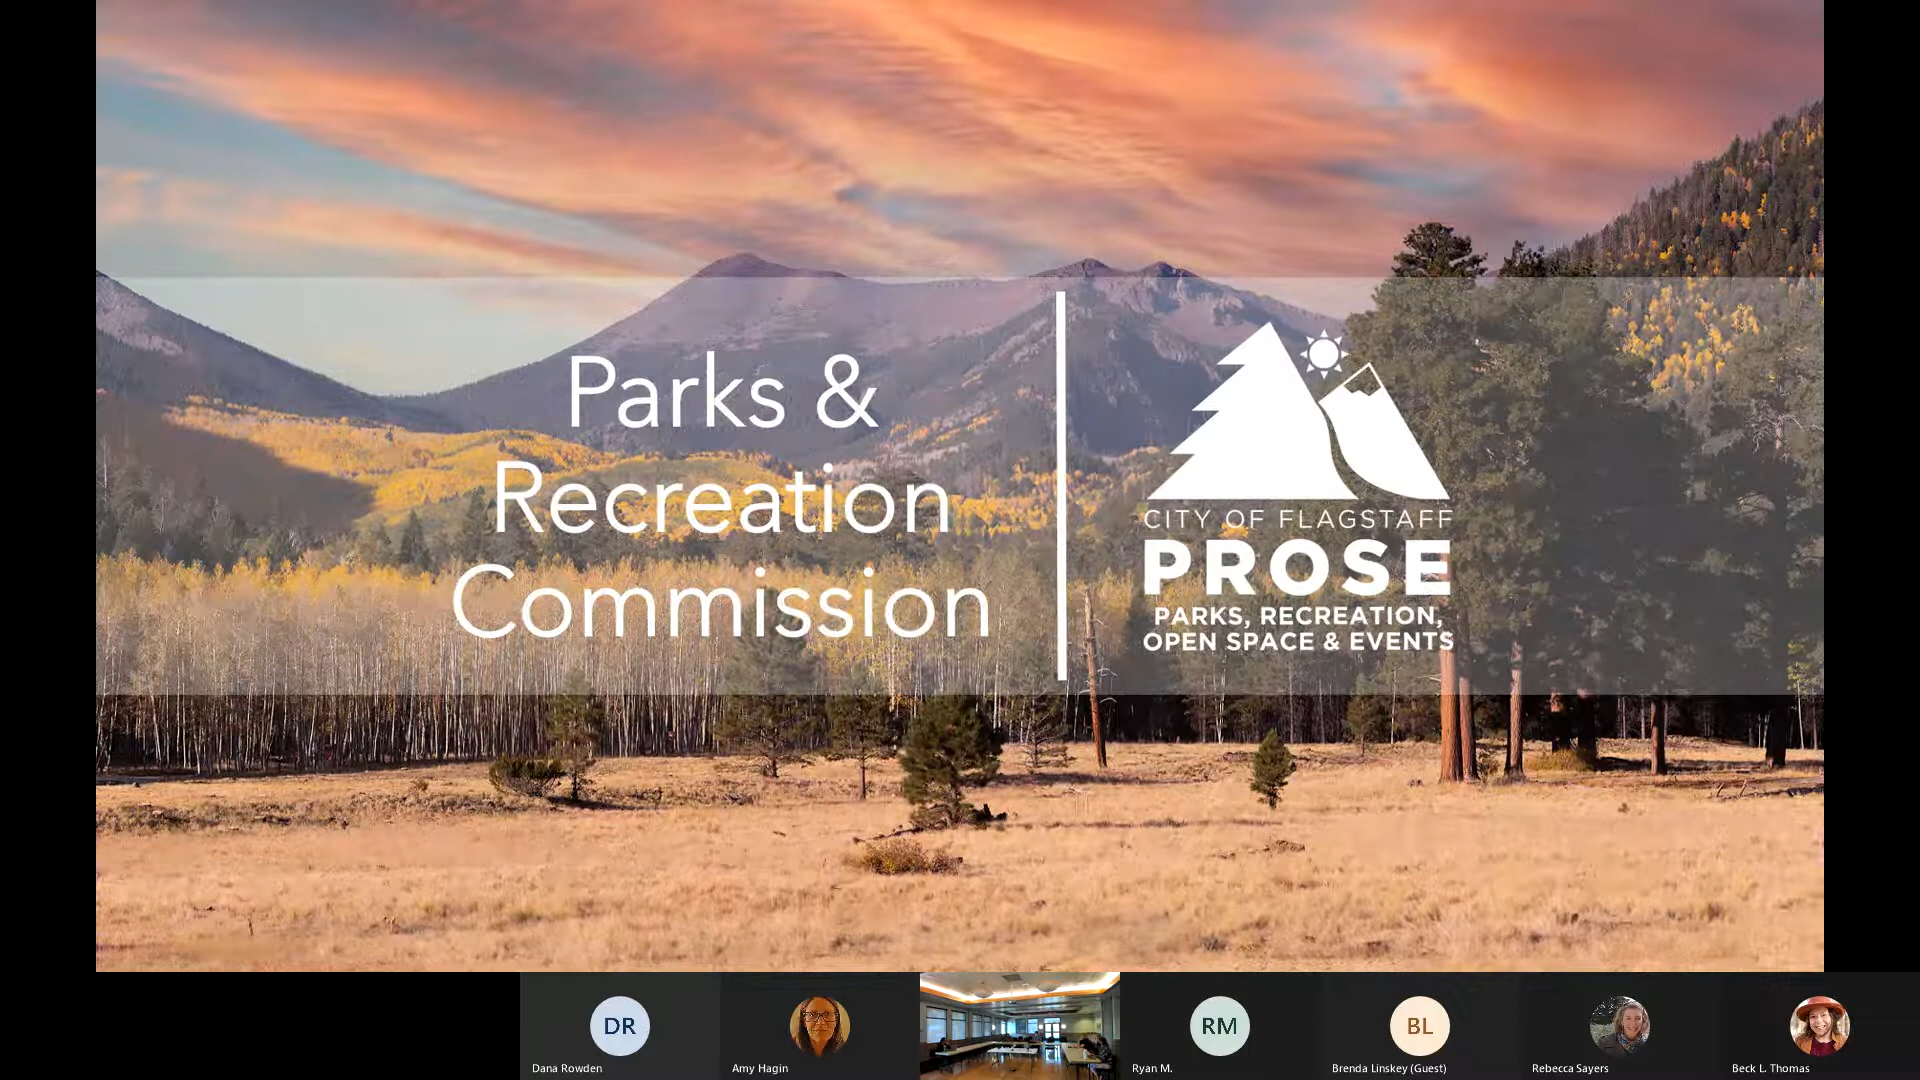 Parks &
Recreation
Commission
CITY OF FLAGSTAFF
PROSE
PARKS, RECREATION,
OPEN SPACE & EVENTS
DR
RM
BL
Dana Rowden
Amy Hagin
Ryan M.
Brenda Linskey (Guest)
Rebecca Sayers
Beck L. Thomas